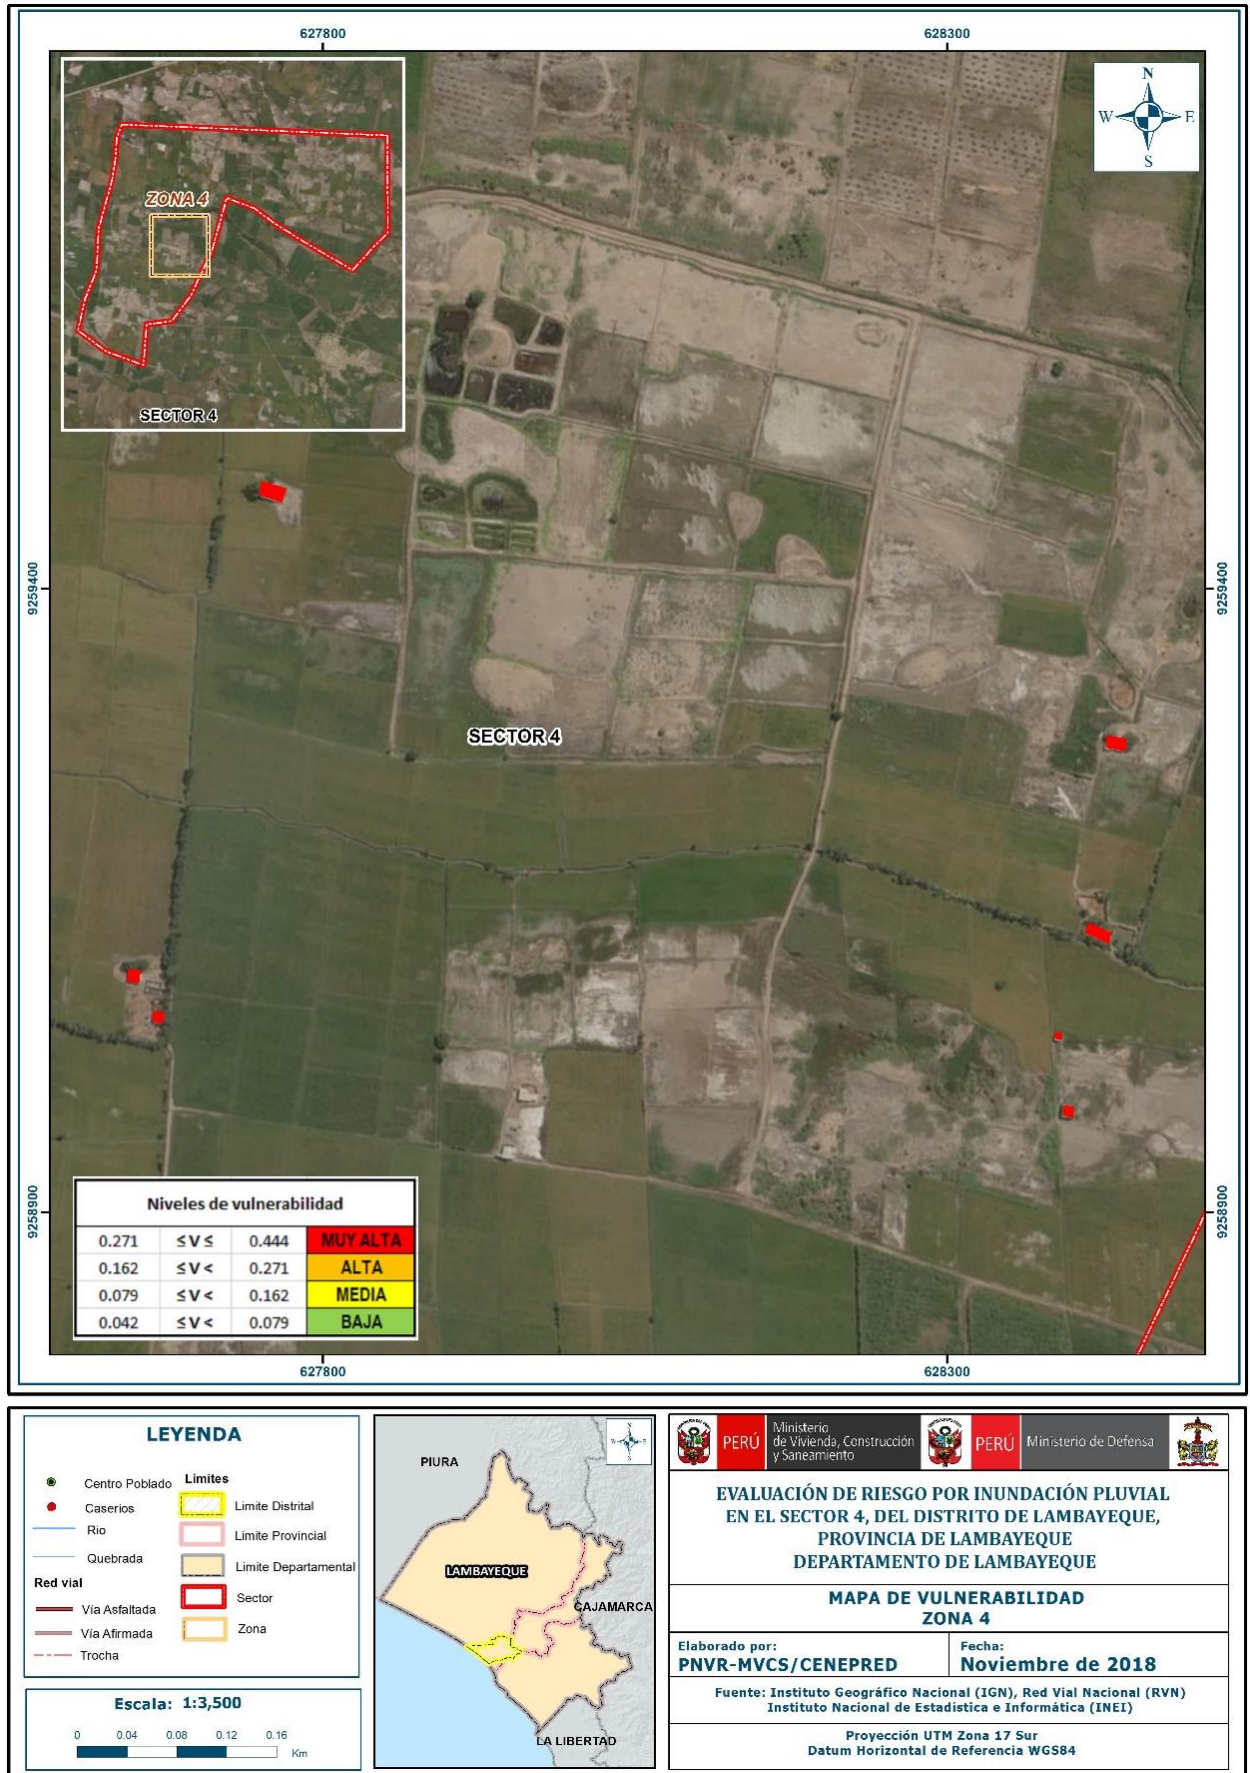 627800
628300
N
W
E
S
ZONA 4
SECTOR 4
9259400
9259400
SECTOR 4
9258900
9258900
Niveles de vulnerabilidad
0.271 ≤ V ≤ 0.444 MUY ALTA
0.162 ≤ V < 0.271 ALTA
0.079 ≤ V < 0.162 MEDIA
0.042 ≤ V < 0.079 BAJA
627800
628300
LEYENDA
Centro Poblado
Caserios
Rio
Quebrada
Red vial
Vía Asfaltada
Vía Afirmada
Trocha
Limites
Limite Distrital
Limite Provincial
Limite Departamental
Sector
Zona
Escala: 1:3,500
0 0.04 0.08 0.12 0.16
Km
N
W
E
S
PIURA
LAMBAYEQUE
CAJAMARCA
LA LIBERTAD
PERÚ
Ministerio
de Vivienda, Construcción
y Saneamiento
PERÚ
Ministerio de Defensa
EVALUACIÓN DE RIESGO POR INUNDACIÓN PLUVIAL
EN EL SECTOR 4, DEL DISTRITO DE LAMBAYEQUE,
PROVINCIA DE LAMBAYEQUE
DEPARTAMENTO DE LAMBAYEQUE
MAPA DE VULNERABILIDAD
ZONA 4
Elaborado por:
PNVR-MVCS/CENEPRED
Fecha:
Noviembre de 2018
Fuente: Instituto Geográfico Nacional (IGN), Red Vial Nacional (RVN)
Instituto Nacional de Estadística e Informática (INEI)
Proyección UTM Zona 17 Sur
Datum Horizontal de Referencia WGS84